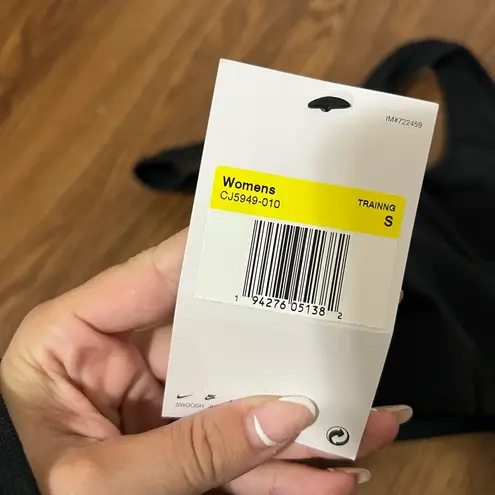 IM#722459
Womens
CJ5949-010
TRAINNG
S
1 94276 05138 2
SWOOSH